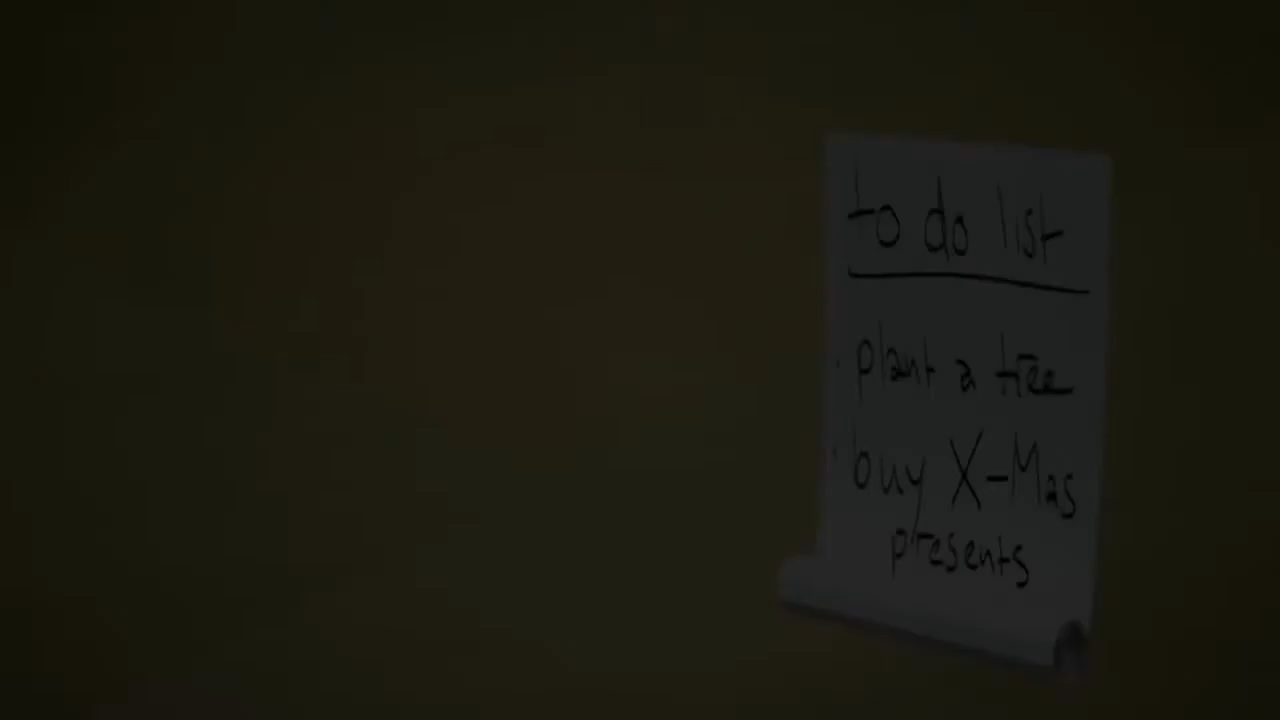 to do list
· plant a tree
· buy X-Mas
presents